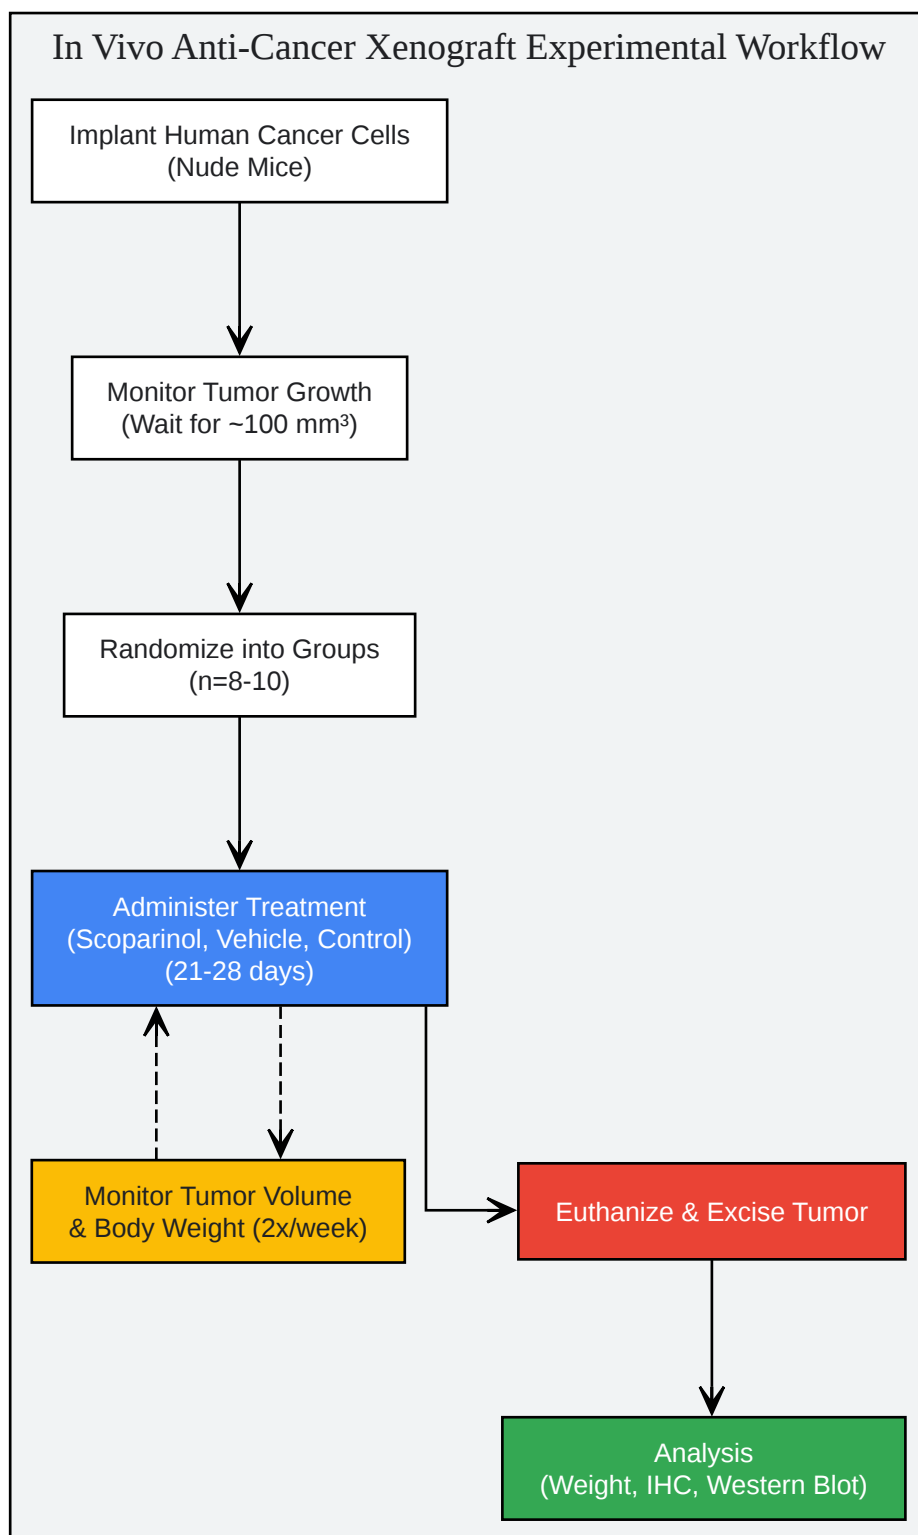 In Vivo Anti-Cancer Xenograft Experimental Workflow
Implant Human Cancer Cells
(Nude Mice)
Monitor Tumor Growth
(Wait for ~100 mm³)
Randomize into Groups
(n=8-10)
Administer Treatment
(Scoparinol, Vehicle, Control)
(21-28 days)
Monitor Tumor Volume
& Body Weight (2x/week)
Euthanize & Excise Tumor
Analysis
(Weight, IHC, Western Blot)